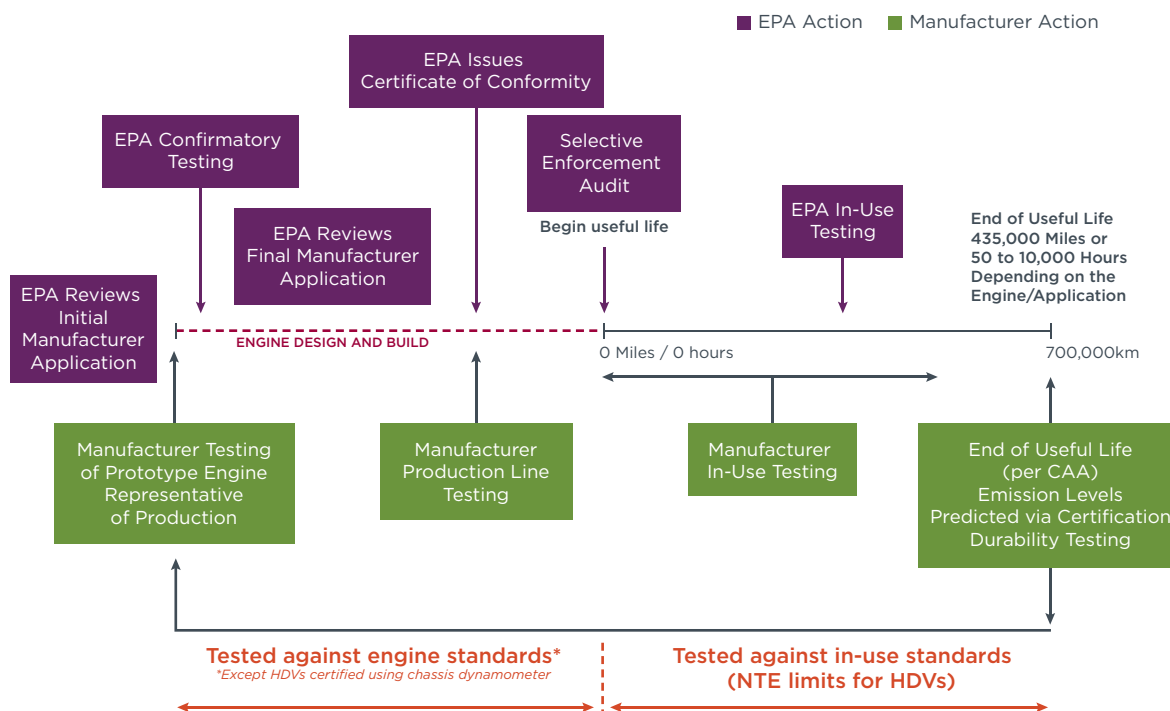 EPA Action
Manufacturer Action
EPA Issues
Certificate of Conformity
EPA Confirmatory
Testing
Selective
Enforcement
Audit
Begin useful life
EPA Reviews
Final Manufacturer
Application
EPA In-Use
Testing
End of Useful Life
435,000 Miles or
50 to 10,000 Hours
Depending on the
Engine/Application
EPA Reviews
Initial
Manufacturer
Application
ENGINE DESIGN AND BUILD
0 Miles / 0 hours
700,000km
Manufacturer Testing
of Prototype Engine
Representative
of Production
Manufacturer
Production Line
Testing
Manufacturer
In-Use Testing
End of Useful Life
(per CAA)
Emission Levels
Predicted via Certification
Durability Testing
Tested against engine standards*
*Except HDVs certified using chassis dynamometer
Tested against in-use standards
(NTE limits for HDVs)